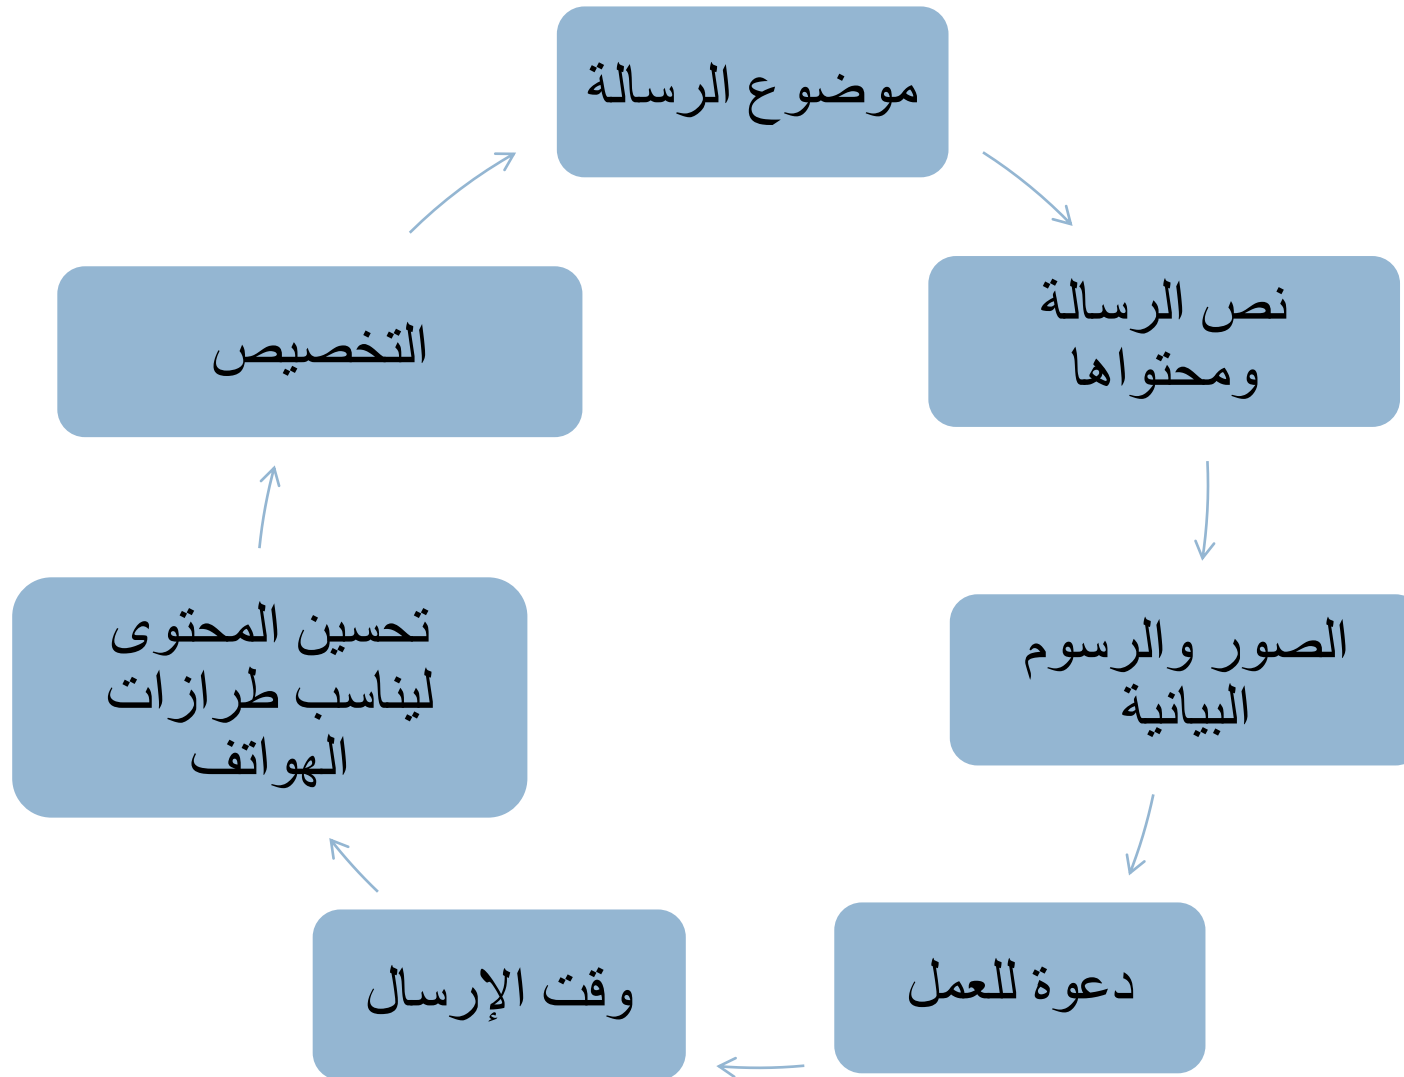 موضوع الرسالة
نص الرسالة
ومحتواها
الصور والرسوم
البيانية
دعوة للعمل
وقت الإرسال
تحسين المحتوى
ليناسب طرازات
الهواتف
التخصيص